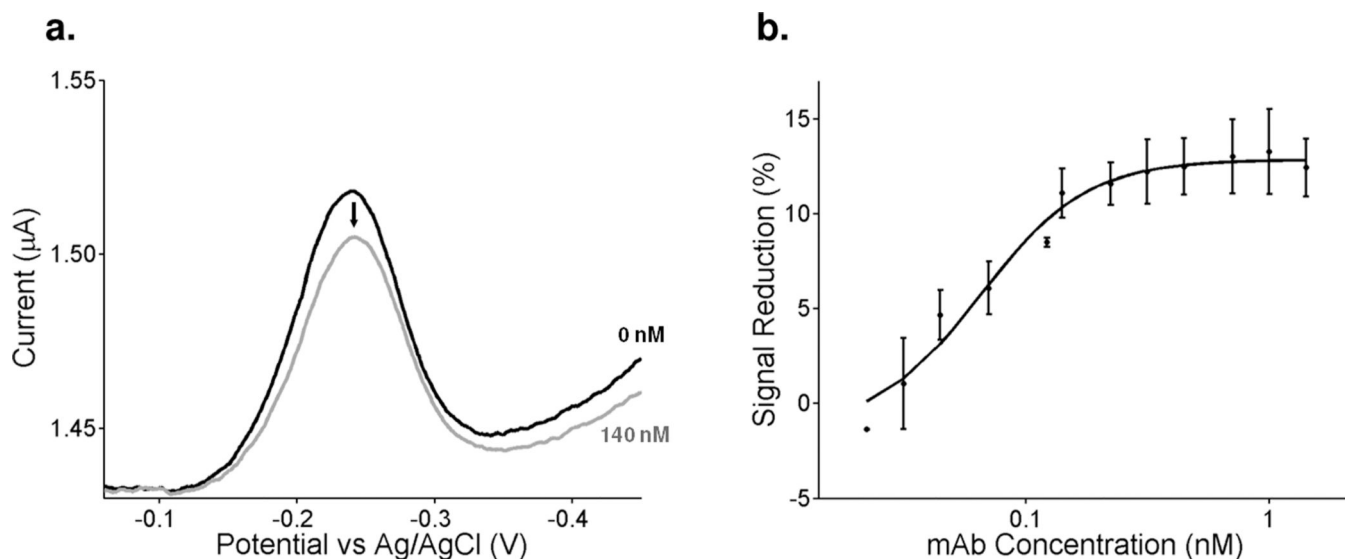 a.
1.55
1.50
1.45
Current (μA)
0 nM
140 nM
-0.1 -0.2 -0.3 -0.4
Potential vs Ag/AgCl (V)
b.
15
10
5
0
-5
Signal Reduction (%)
0.1 1
mAb Concentration (nM)